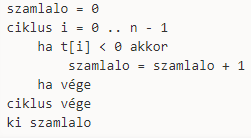 szamlalo = 0
ciklus i = 0 .. n - 1
    ha t[i] < 0 akkor
        szamlalo = szamlalo + 1
    ha vége
ciklus vége
ki szamlalo